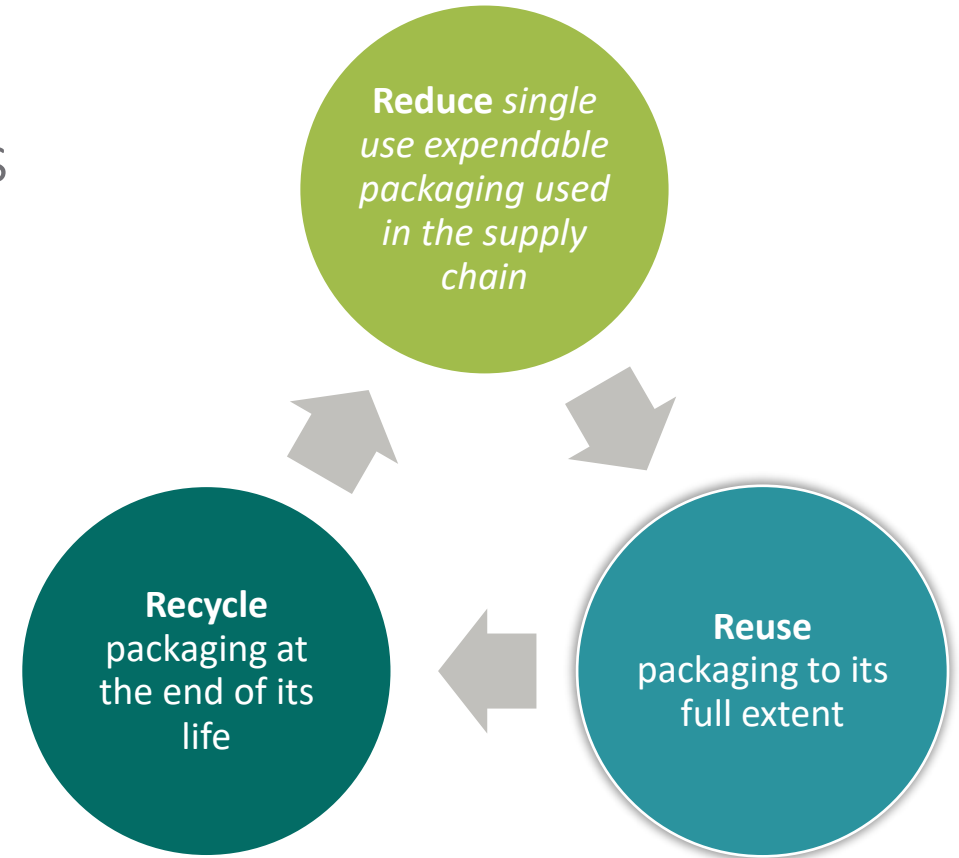 S
Reduce single
use expendable
packaging used
in the supply
chain
Reuse
packaging to its
full extent
Recycle
packaging at
the end of its
life